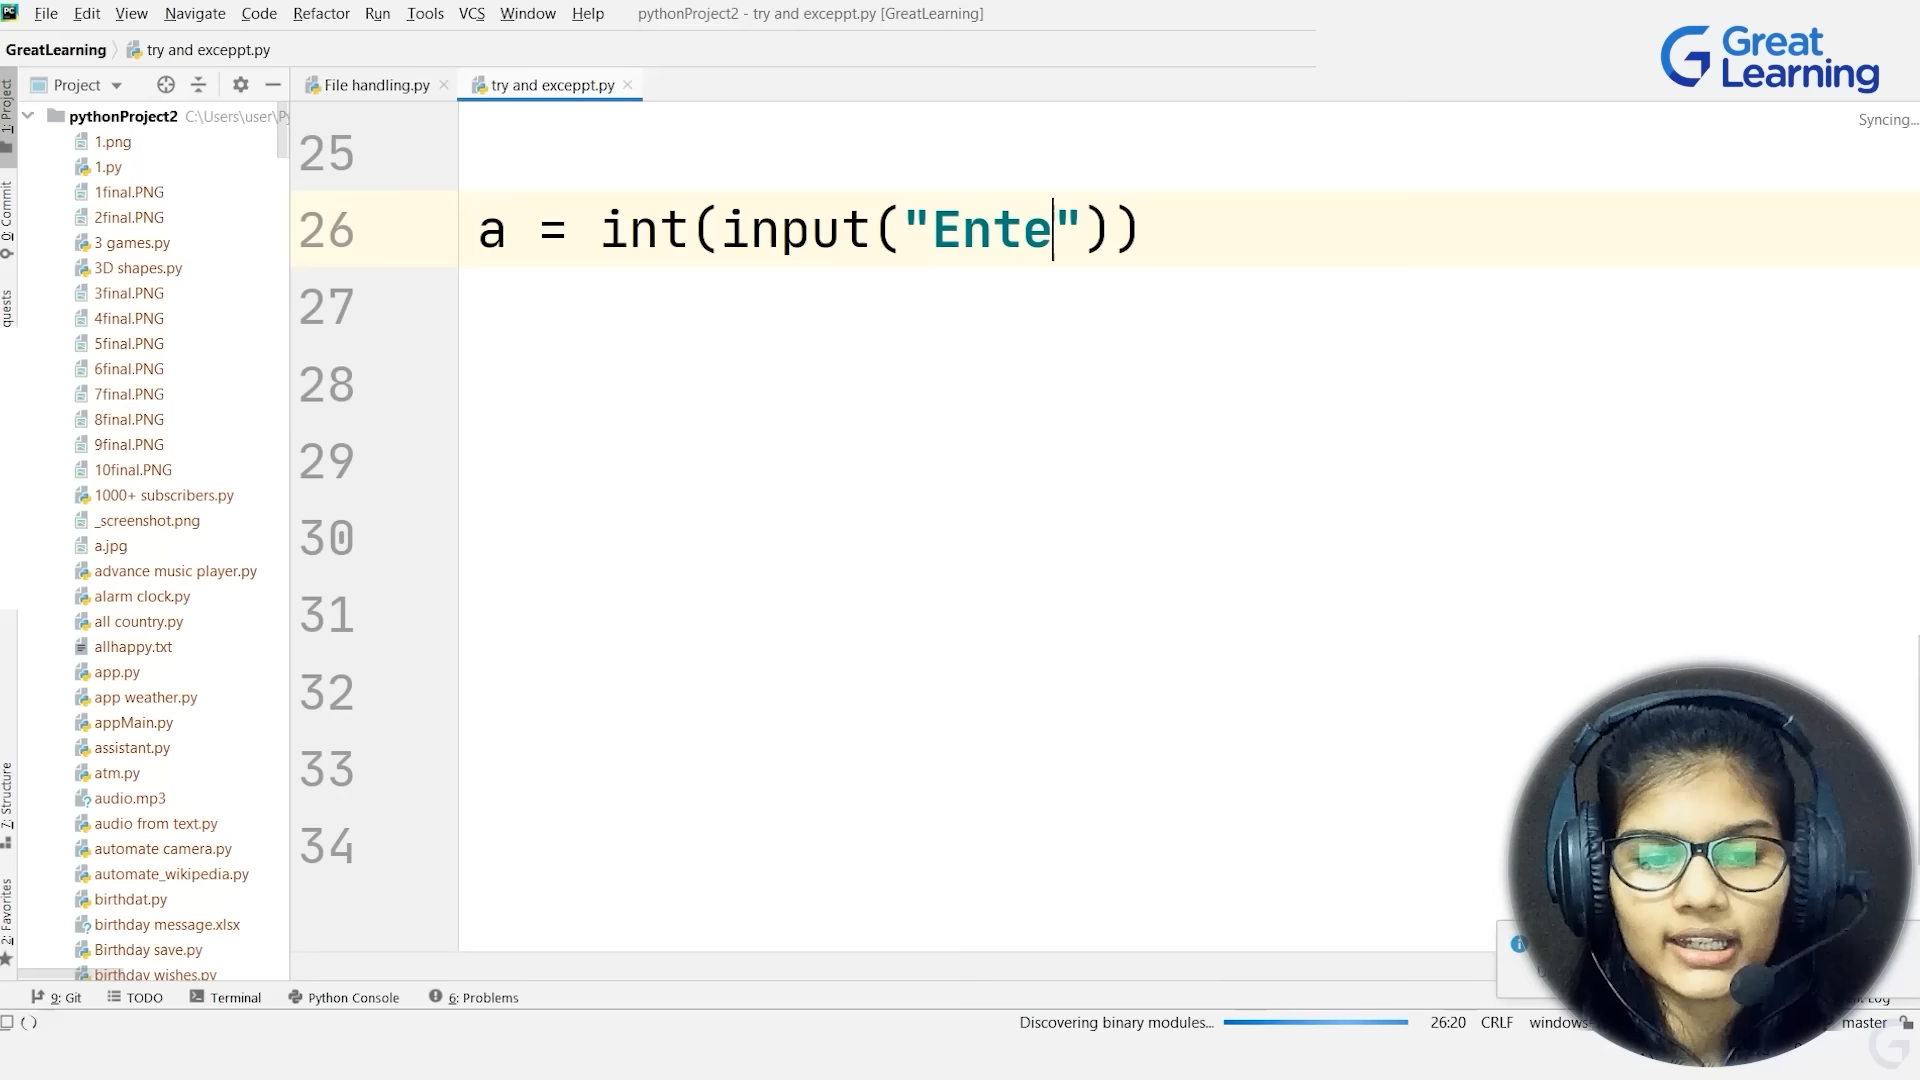 File Edit View Navigate Code Refactor Run Tools VCS Window Help pythonProject2 - try and exceppt.py [GreatLearning]
GreatLearning try and exceppt.py
Great
Learning
Project
File handling.py
try and exceppt.py
1: Project
0: Commit
quests
7: Structure
2: Favorites
Syncing...
pythonProject2 C:\Users\user\Py
1.png
1.py
1final.PNG
2final.PNG
3 games.py
3D shapes.py
3final.PNG
4final.PNG
5final.PNG
6final.PNG
7final.PNG
8final.PNG
9final.PNG
10final.PNG
1000+ subscribers.py
_screenshot.png
a.jpg
advance music player.py
alarm clock.py
all country.py
allhappy.txt
app.py
app weather.py
appMain.py
assistant.py
atm.py
audio.mp3
audio from text.py
automate camera.py
automate_wikipedia.py
birthdat.py
birthday message.xlsx
Birthday save.py
birthday wishes.py
25
26 a = int(input("Ente"))
27
28
29
30
31
32
33
34
9: Git TODO Terminal Python Console 6: Problems
Log
Discovering binary modules... 26:20 CRLF windows- master